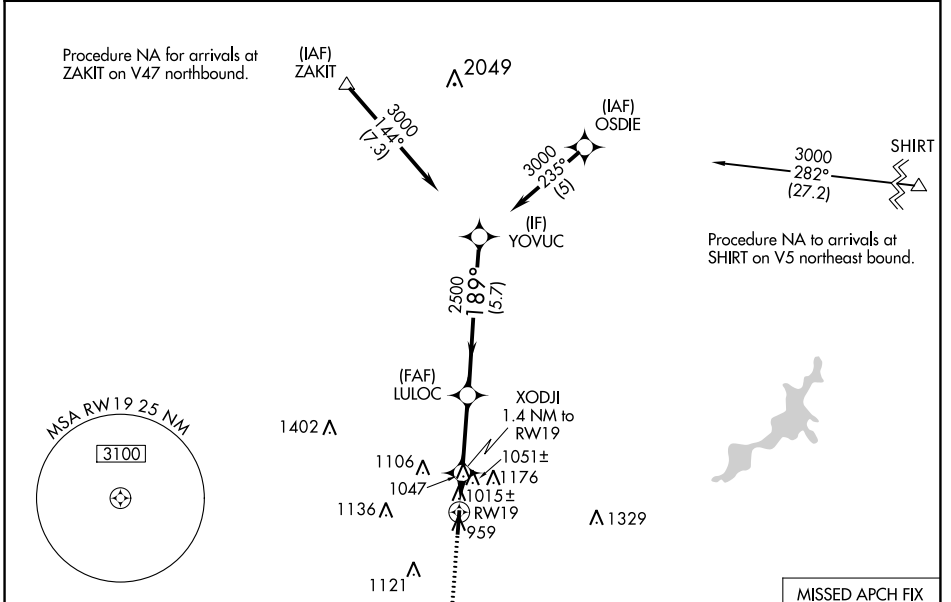 Procedure NA for arrivals at
ZAKIT on V47 northbound.
(IAF)
ZAKIT
3000
144°
(7.3)
2049
(IAF)
OSDIE
3000
235°
(5)
SHIRT
3000
282°
(27.2)
Procedure NA to arrivals at
SHIRT on V5 northeast bound.
(IF)
YOVUC
2500
189°
(5.7)
(FAF)
LULOC
XODJI
1.4 NM to
RW19
MSA RW19 25 NM
3100
1402
1106
1047
1051±
1176
1015±
RW19
1136
959
1329
1121
MISSED APCH FIX